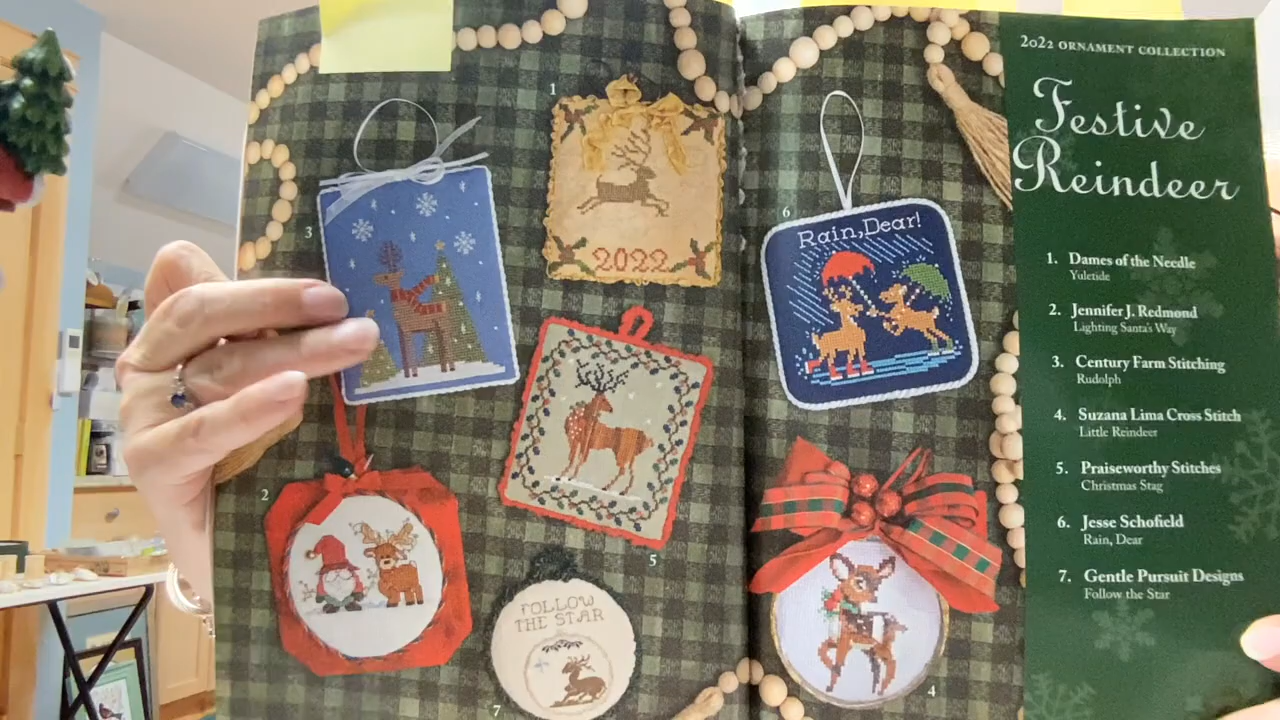 1
3
2022
6
Rain, Dear!
2
5
FOLLOW
THE STAR
7
4
2022 ORNAMENT COLLECTION
Festive
Reindeer
1. Dames of the Needle
Yuletide
2. Jennifer J. Redmond
Lighting Santa's Way
3. Century Farm Stitching
Rudolph
4. Suzana Lima Cross Stitch
Little Reindeer
5. Praiseworthy Stitches
Christmas Stag
6. Jesse Schofield
Rain, Dear
7. Gentle Pursuit Designs
Follow the Star